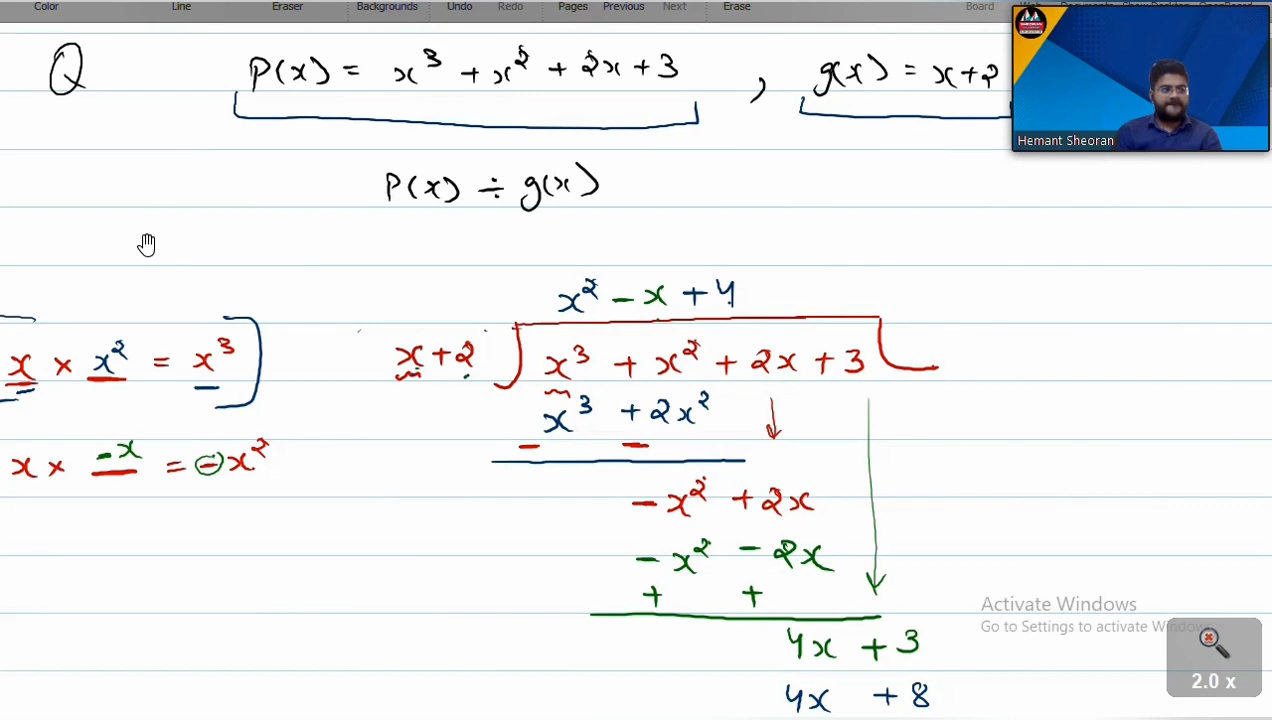 Color Line Eraser Backgrounds Undo Redo Pages Previous Next Erase Board
Q P(x) = x³ + x² + 2x + 3 , g(x) = x+2
Hemant Sheoran
P(x) ÷ g(x)
x² - x + 4
x × x² = x³
x+2 x³ + x² + 2x + 3
x³ + 2x²
- -
x × -x = -x²
-x² + 2x
-x² - 2x
+ +
Activate Windows
Go to Settings to activate Windows
4x + 3
2.0 x
4x + 8